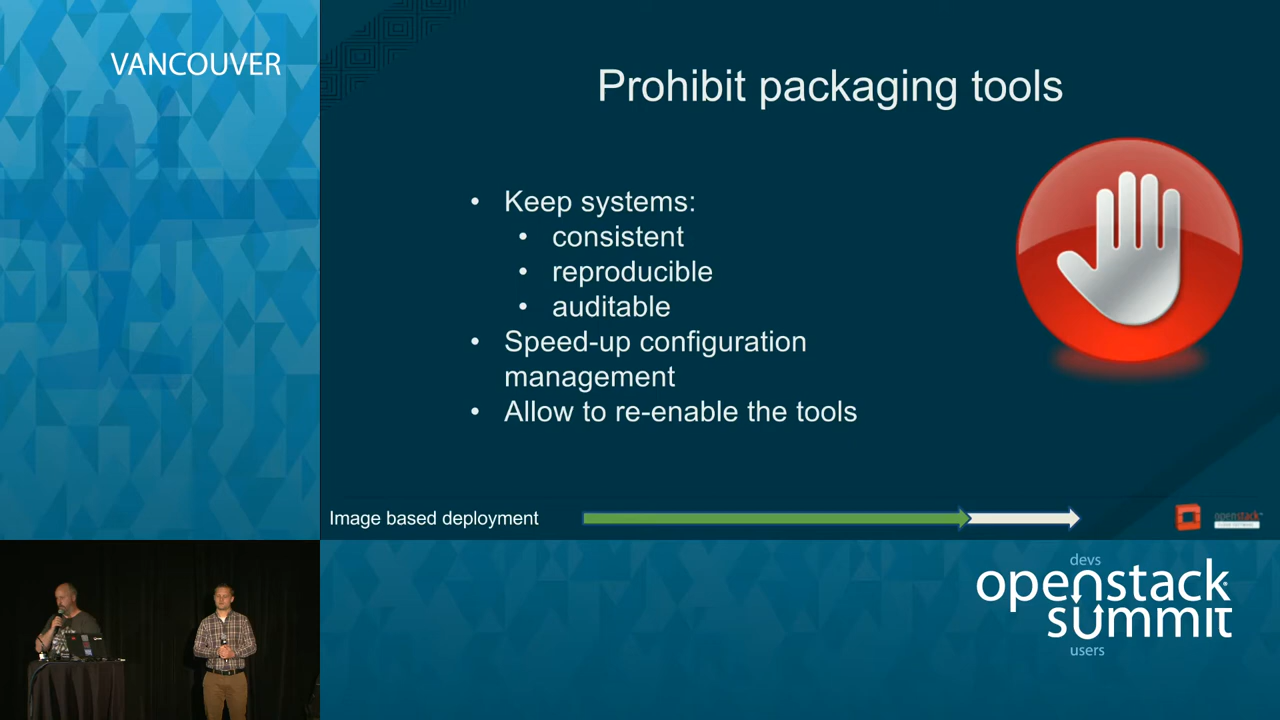 VANCOUVER
Prohibit packaging tools
• Keep systems:
• consistent
• reproducible
• auditable
• Speed-up configuration
management
• Allow to re-enable the tools
Image based deployment
openstack
devs
openstack
summit
users